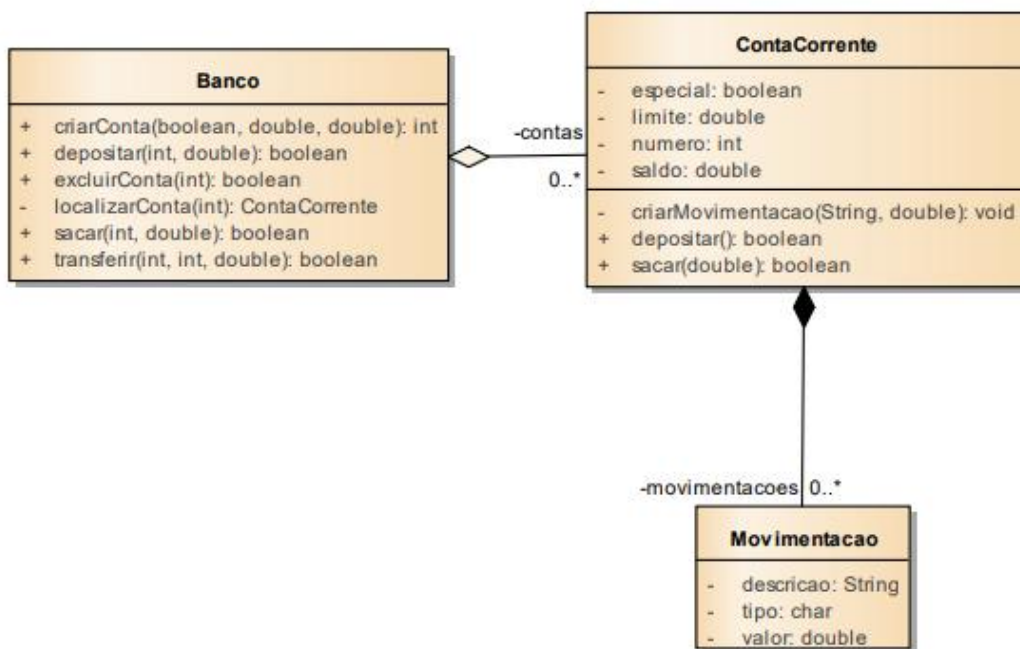 Banco
+ criarConta(boolean, double, double): int
+ depositar(int, double): boolean
+ excluirConta(int): boolean
- localizarConta(int): ContaCorrente
+ sacar(int, double): boolean
+ transferir(int, int, double): boolean
-contas
0..*
ContaCorrente
- especial: boolean
- limite: double
- numero: int
- saldo: double
- criarMovimentacao(String, double): void
+ depositar(): boolean
+ sacar(double): boolean
-movimentacoes 0..*
Movimentacao
- descricao: String
- tipo: char
- valor: double